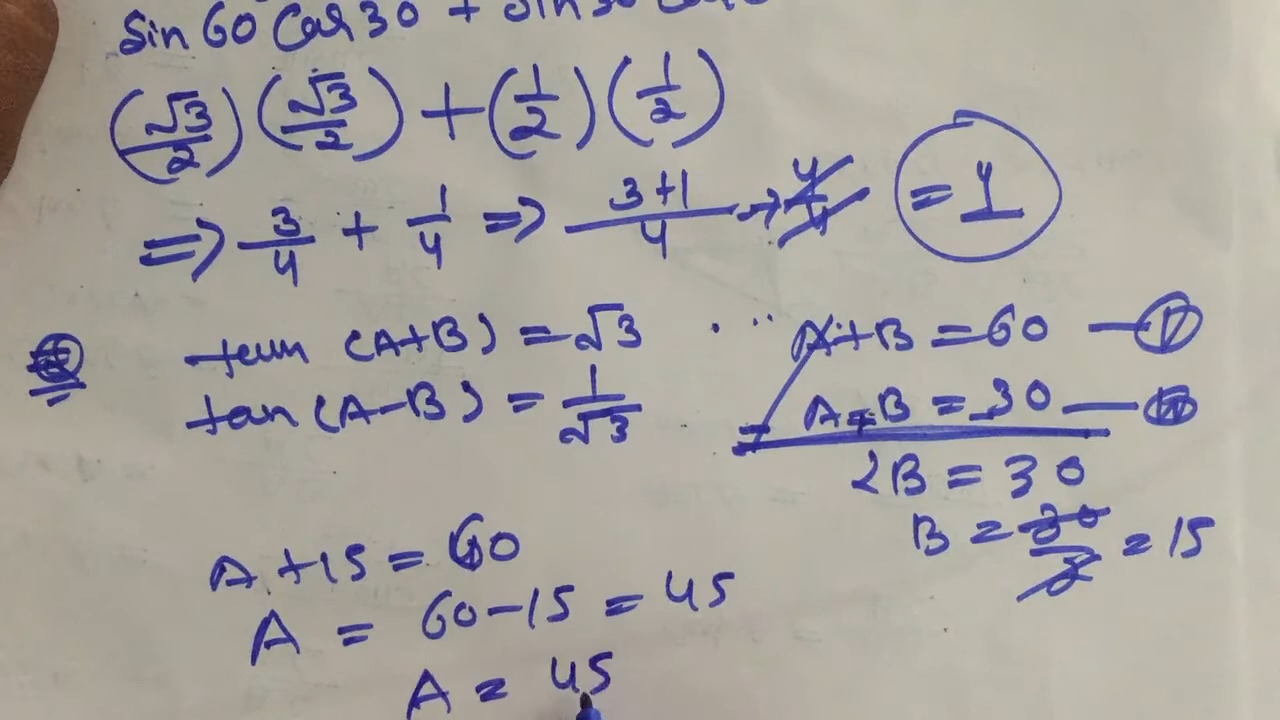 Sin 60 Cos 30 + Sin 30
(√3/2) (√3/2) + (1/2) (1/2)
=> 3/4 + 1/4 => 3+1/4 → 4/4 = 1
tan (A+B) = √3 A+B = 60
tan (A-B) = 1/√3 A-B = 30
2B = 30
B = 30/2 = 15
A + 15 = 60
A = 60-15 = 45
A = 45